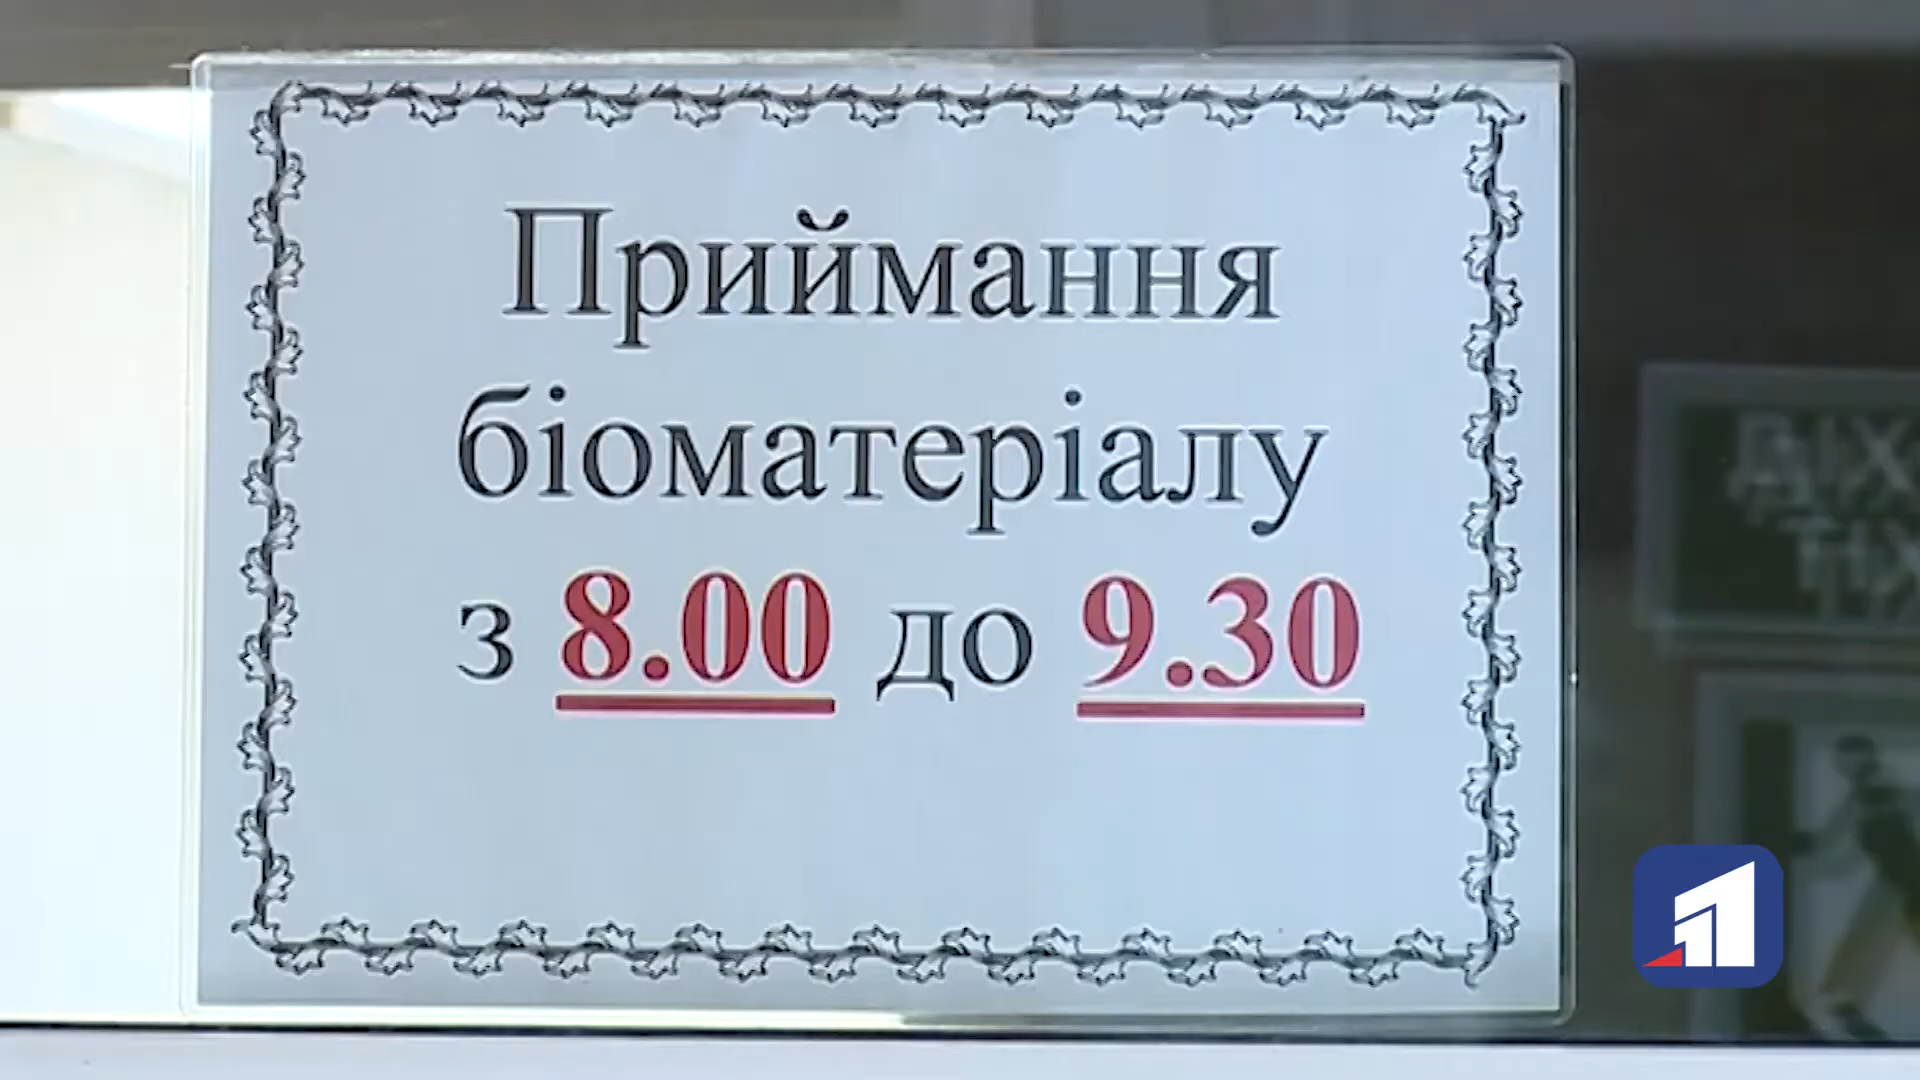 Приймання
біоматеріалу
з 8.00 до 9.30